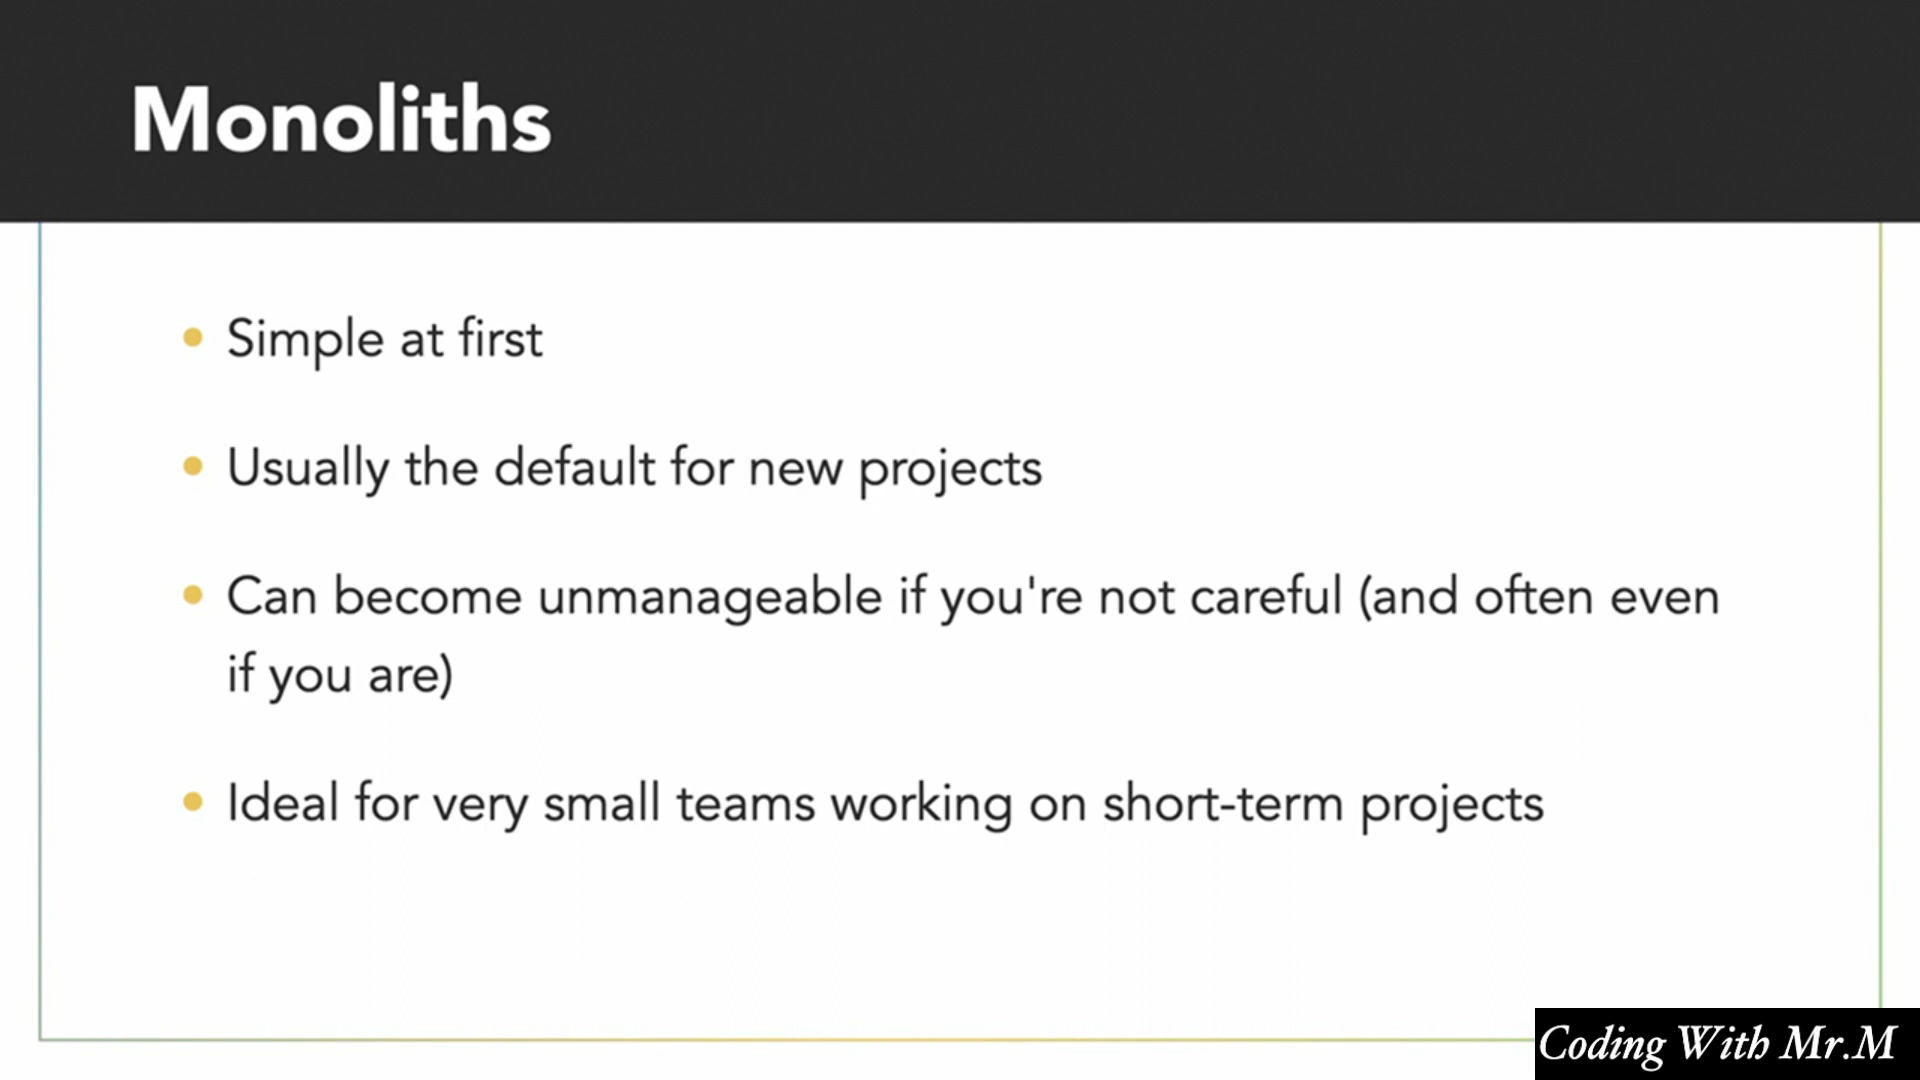 Monoliths
• Simple at first
• Usually the default for new projects
• Can become unmanageable if you're not careful (and often even
if you are)
• Ideal for very small teams working on short-term projects
Coding With Mr.M